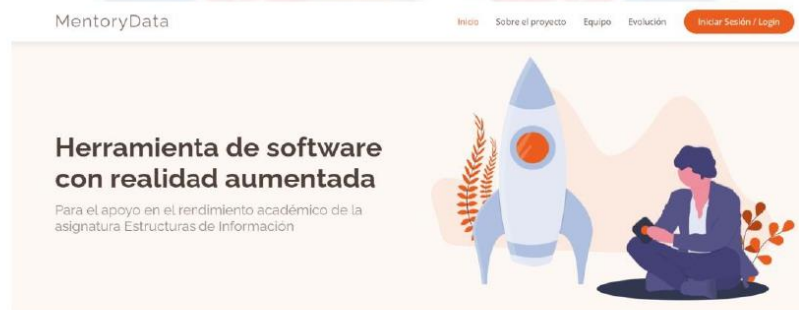 MentoryData
Inicio Sobre el proyecto Equipo Evolución Iniciar Sesión / Login
Herramienta de software
con realidad aumentada
Para el apoyo en el rendimiento académico de la
asignatura Estructuras de Información